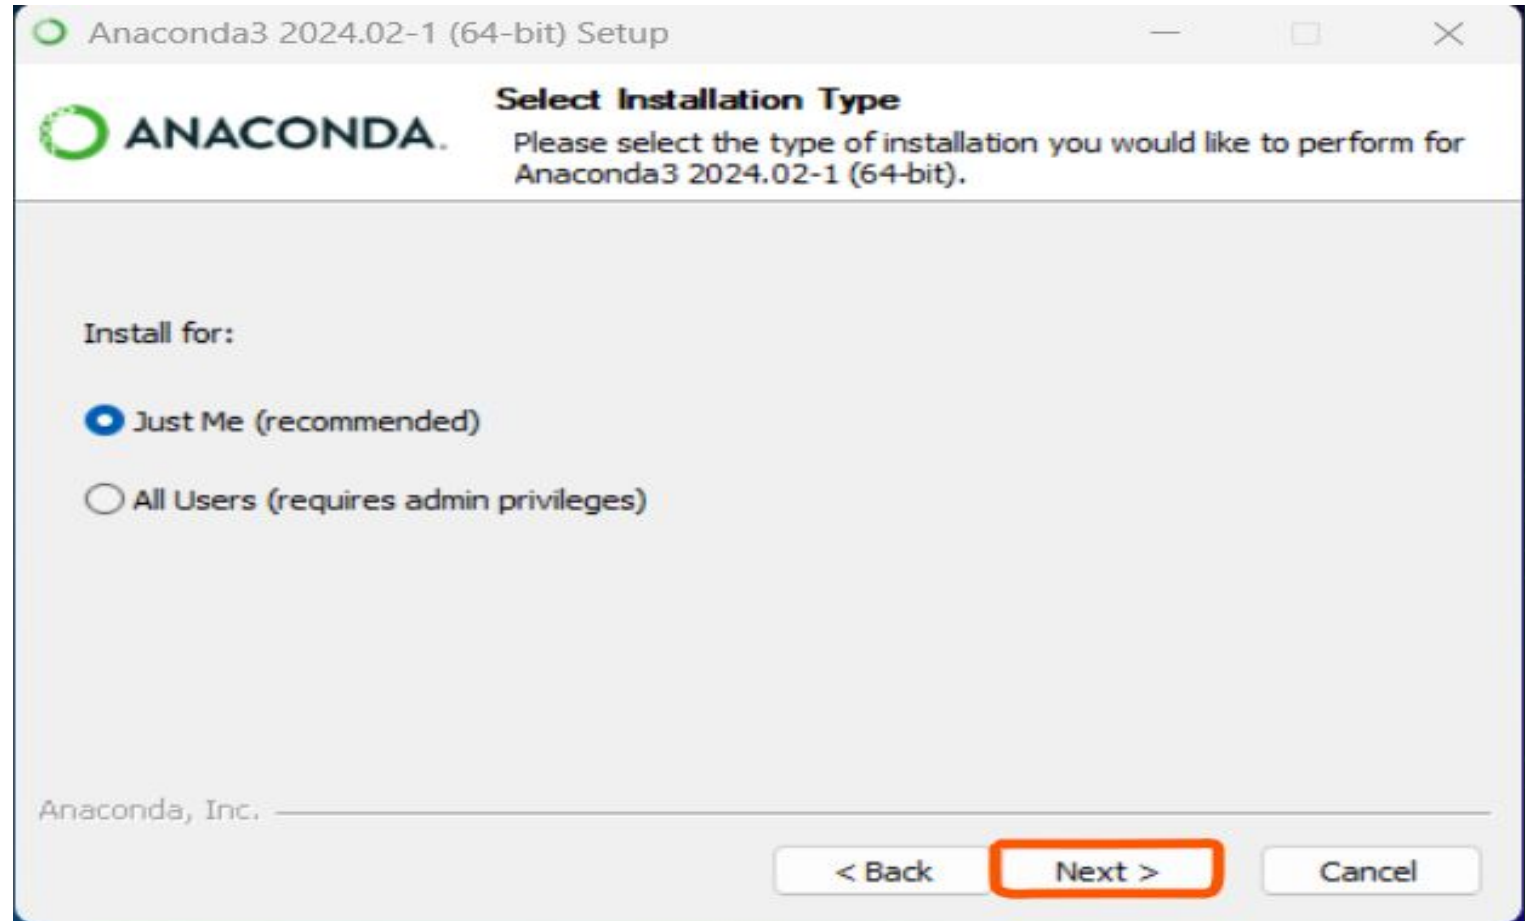 Anaconda3 2024.02-1 (64-bit) Setup
ANACONDA.
Select Installation Type
Please select the type of installation you would like to perform for
Anaconda3 2024.02-1 (64-bit).
Install for:
Just Me (recommended)
All Users (requires admin privileges)
Anaconda, Inc.
< Back
Next >
Cancel